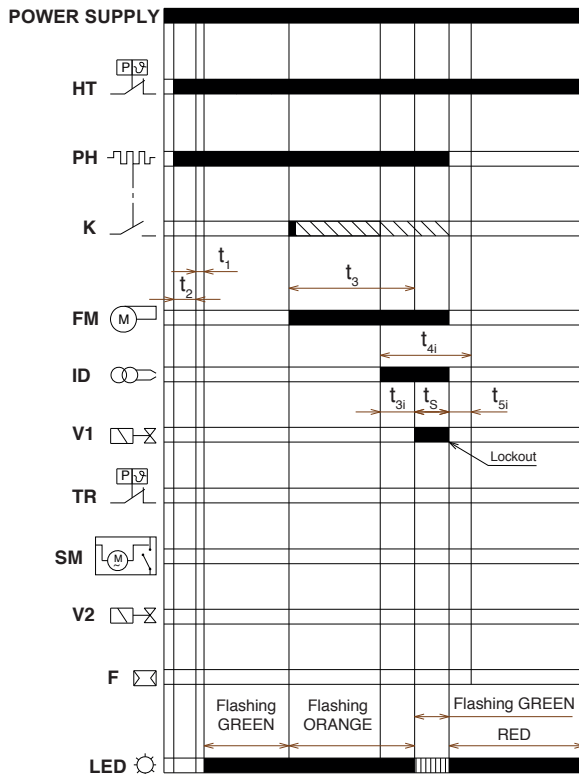 POWER SUPPLY
P ϑ
HT
PH
K
t1
t2
t3
FM M
t4i
ID
t3i tS t5i
V1
Lockout
P ϑ
TR
SM M ~
V2
F
Flashing GREEN
Flashing ORANGE
Flashing GREEN
RED
LED